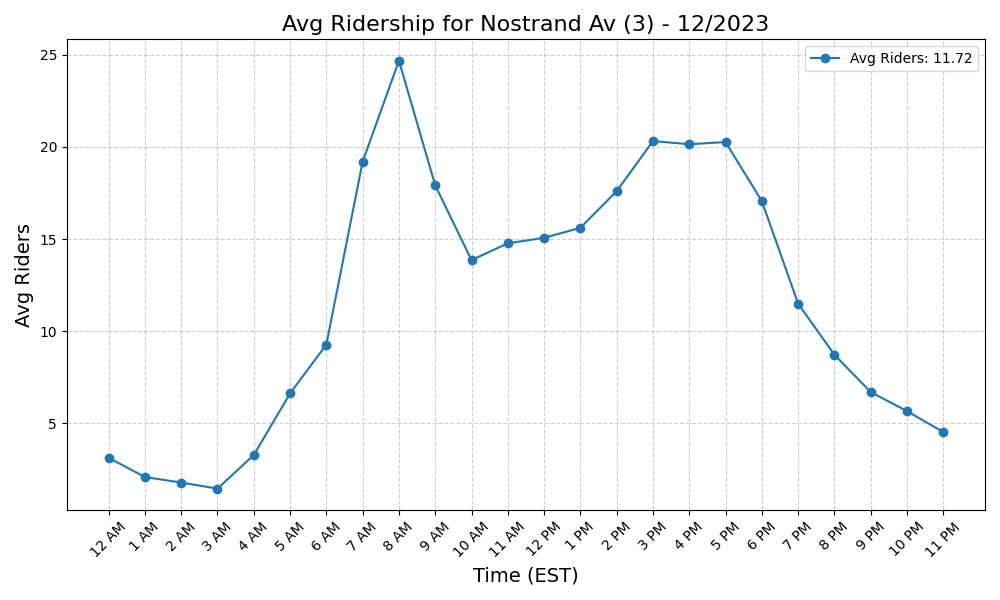 Avg Ridership for Nostrand Av (3) - 12/2023
Avg Riders: 11.72
25
20
15
10
5
Avg Riders
12 AM
1 AM
2 AM
3 AM
4 AM
5 AM
6 AM
7 AM
8 AM
9 AM
10 AM
11 AM
12 PM
1 PM
2 PM
3 PM
4 PM
5 PM
6 PM
7 PM
8 PM
9 PM
10 PM
11 PM
Time (EST)